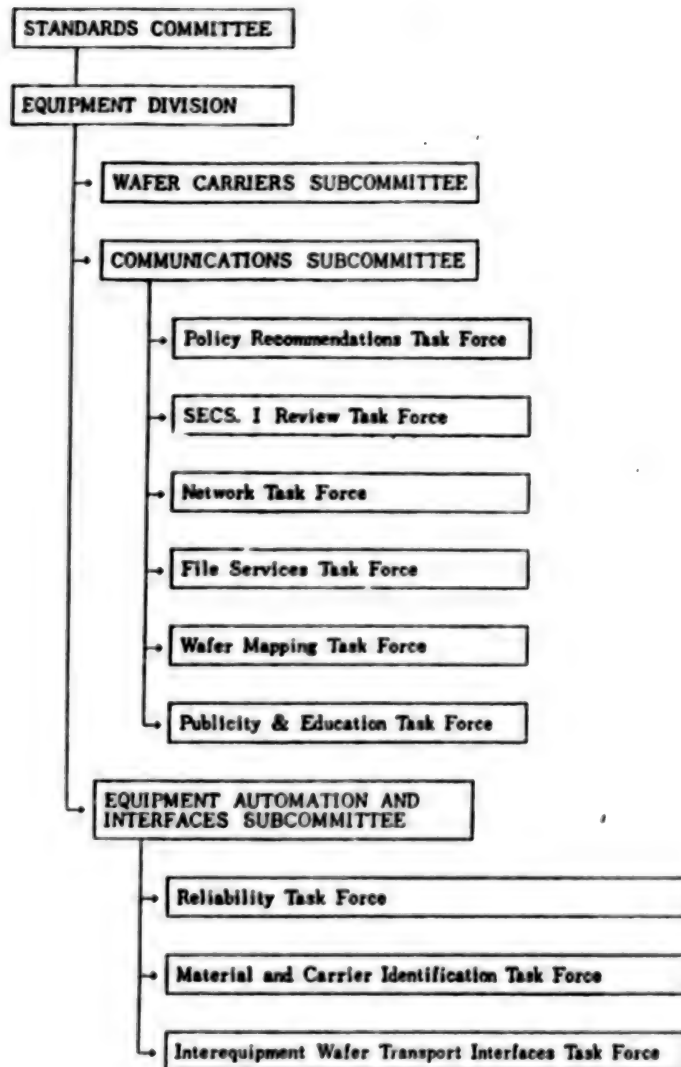 STANDARDS COMMITTEE
EQUIPMENT DIVISION
WAFER CARRIERS SUBCOMMITTEE
COMMUNICATIONS SUBCOMMITTEE
Policy Recommendations Task Force
SECS. I Review Task Force
Network Task Force
File Services Task Force
Wafer Mapping Task Force
Publicity & Education Task Force
EQUIPMENT AUTOMATION AND
INTERFACES SUBCOMMITTEE
Reliability Task Force
Material and Carrier Identification Task Force
Interequipment Wafer Transport Interfaces Task Force